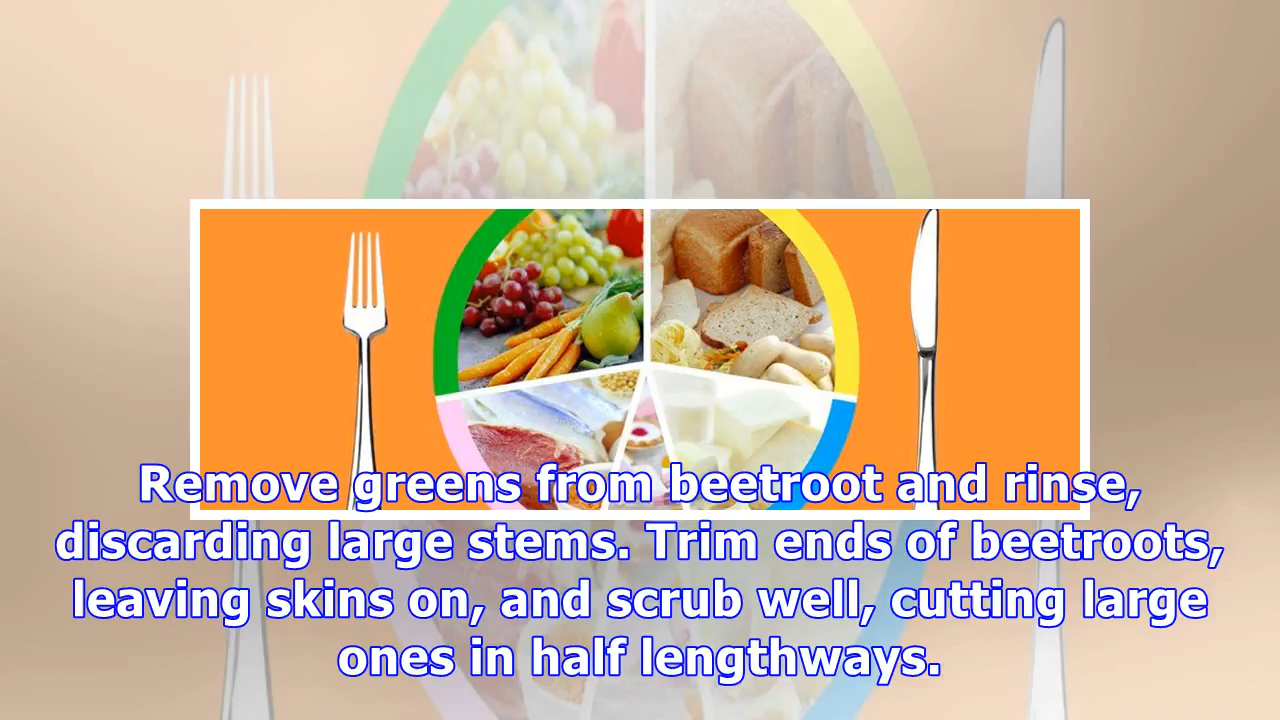 Remove greens from beetroot and rinse,
discarding large stems. Trim ends of beetroots,
leaving skins on, and scrub well, cutting large
ones in half lengthways.